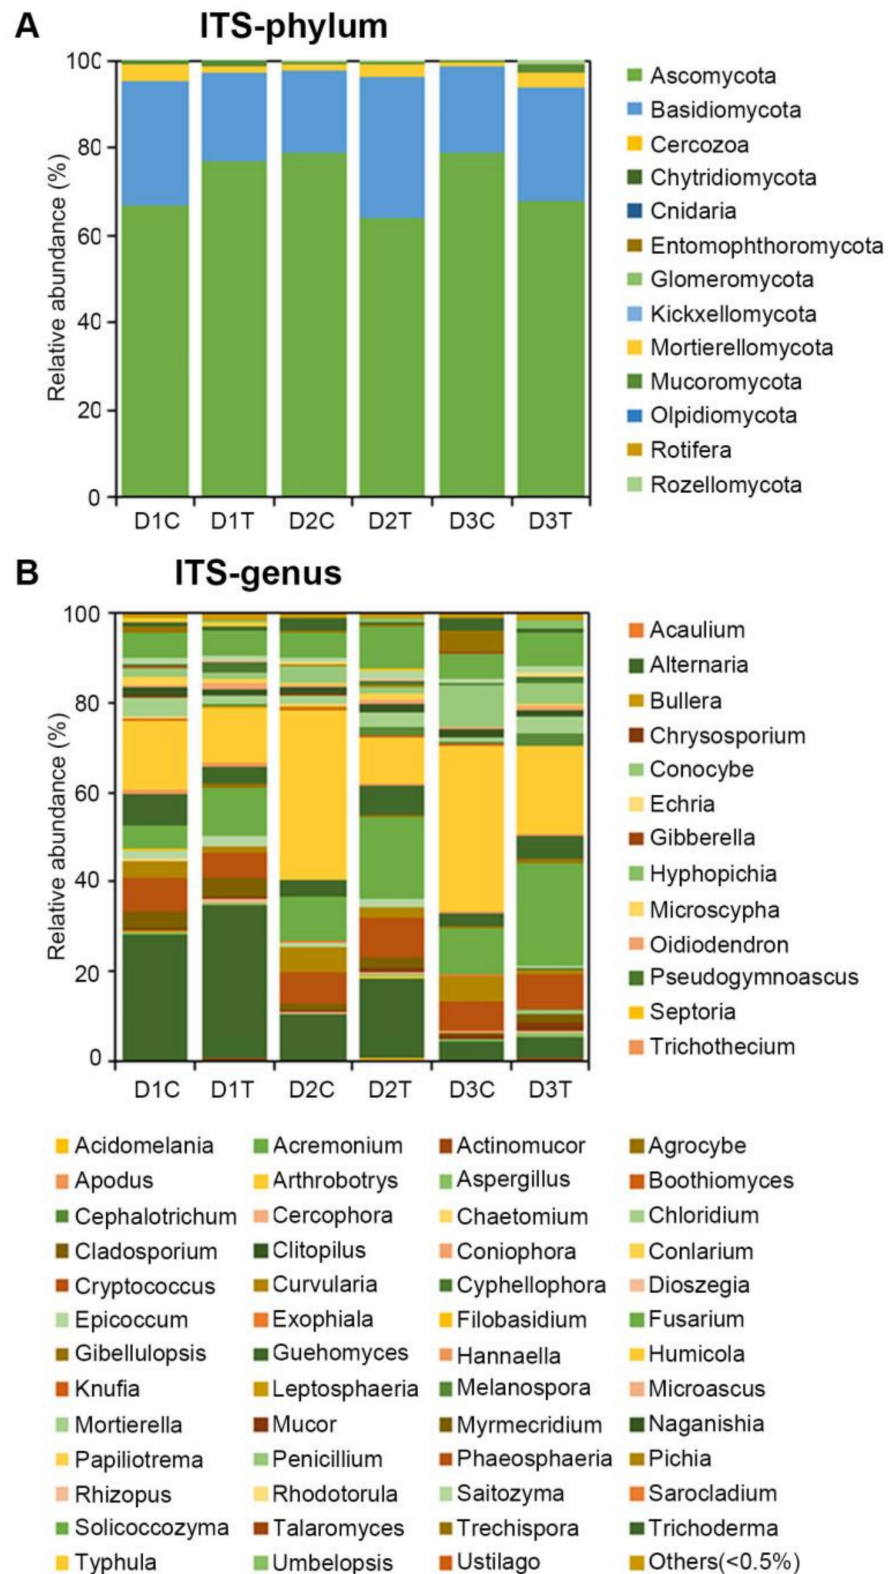 A ITS-phylum
Relative abundance (%)
100
80
60
40
20
0
D1C D1T D2C D2T D3C D3T
Ascomycota
Basidiomycota
Cercozoa
Chytridiomycota
Cnidaria
Entomophthoromycota
Glomeromycota
Kickxellomycota
Mortierellomycota
Mucoromycota
Olpidiomycota
Rotifera
Rozellomycota
B ITS-genus
Relative abundance (%)
100
80
60
40
20
0
D1C D1T D2C D2T D3C D3T
Acaulium
Alternaria
Bullera
Chrysosporium
Conocybe
Echria
Gibberella
Hyphopichia
Microscypha
Oidiodendron
Pseudogymnoascus
Septoria
Trichothecium
Acidomelania Acremonium Actinomucor Agrocybe
Apodus Arthrobotrys Aspergillus Boothiomyces
Cephalotrichum Cercophora Chaetomium Chloridium
Cladosporium Clitopilus Coniophora Conlarium
Cryptococcus Curvularia Cyphellophora Dioszegia
Epicoccum Exophiala Filobasidium Fusarium
Gibellulopsis Guehomyces Hannaella Humicola
Knufia Leptosphaeria Melanospora Microascus
Mortierella Mucor Myrmecridium Naganishia
Papiliotrema Penicillium Phaeosphaeria Pichia
Rhizopus Rhodotorula Saitozyma Sarocladium
Solicoccozyma Talaromyces Trechispora Trichoderma
Typhula Umbelopsis Ustilago Others(<0.5%)